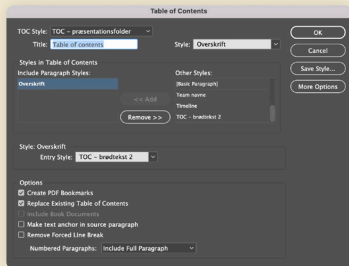 Table of Contents
TOC Style: TOC - præsentationsfolder
Title: Table of contents
Style: Overskrift
OK
Cancel
Save Style...
More Options
Styles in Table of Contents
Include Paragraph Styles:
Overskrift
<< Add
Remove >>
Other Styles:
[Basic Paragraph]
Team name
Timeline
TOC - brødtekst 2
Style: Overskrift
Entry Style: TOC - brødtekst 2
Options
Create PDF Bookmarks
Replace Existing Table of Contents
Include Book Documents
Make text anchor in source paragraph
Remove Forced Line Break
Numbered Paragraphs: Include Full Paragraph